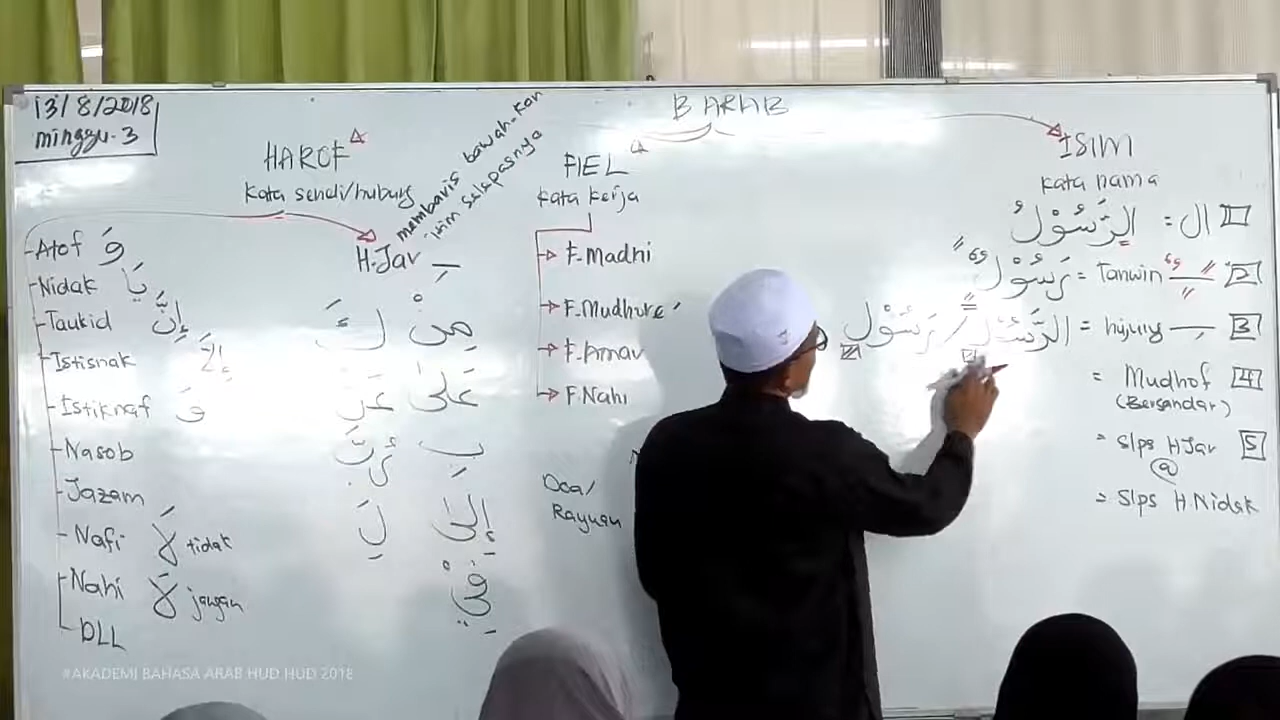 13/8/2018
minggu-3
B ARAB
HAROF
Kata sendi/hubung
membaris bawah-kan
isim selepasnya
H.Jar
Atof وَ
Nidak يَا
Taukid إِنَّ
Istisnak إِلَّا
Istiknaf وَ
Nasob
Jazam
Nafi لَا tidak
Nahi لَا jangan
DLL
مِنْ كَ
عَلَىٰ عَنْ
بِ رُبَّ
إِلَىٰ لِ
فِيْ
FIEL
Kata kerja
F.Madhi
F.Mudhore'
F.Amar
F.Nahi
Doa/
Rayuan
ISIM
Kata nama
1 ال = الرَّسُوْلُ
2 Tanwin = رَسُوْلٌ
3 hujung = الرَّسُوْلِ / رَسُوْلٍ
4 Mudhof =
(Bersandar)
5 Slps HJar =
@
= Slps H.Nidak
#AKADEMI BAHASA ARAB HUD HUD 2018